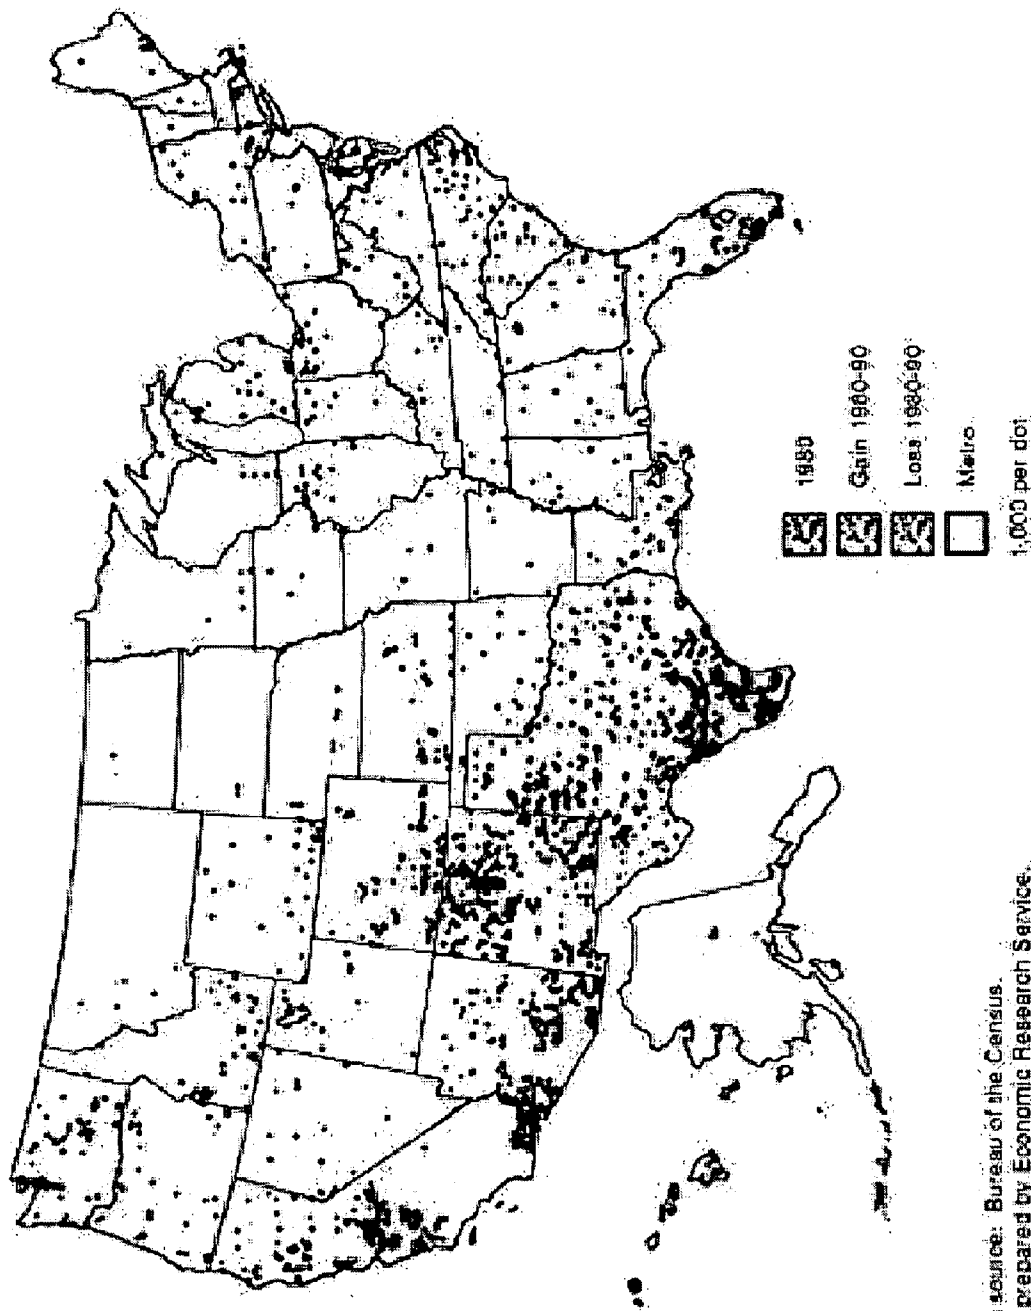 1980
Gain 1980-90
Loss 1980-90
Metro
1,000 per dot
source: Bureau of the Census.
prepared by Economic Research Service.